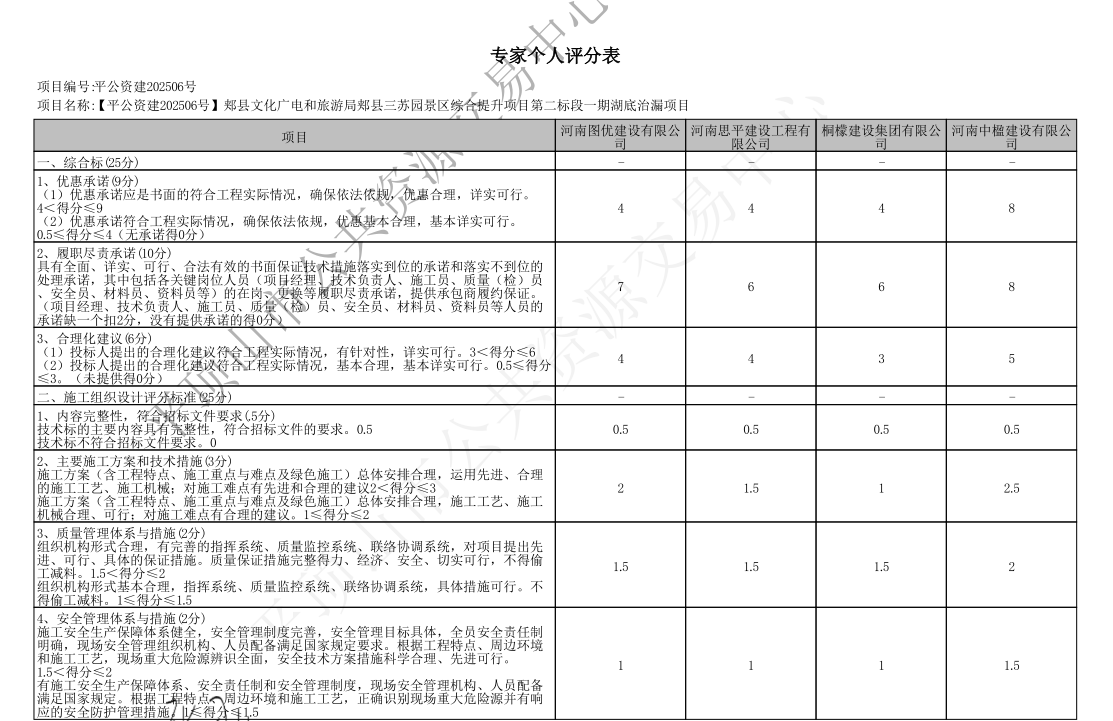 专家个人评分表
项目编号:平公资建202506号
项目名称:【平公资建202506号】郏县文化广电和旅游局郏县三苏园景区综合提升项目第二标段一期湖底治漏项目
项目 河南图优建设有限公司 河南思平建设工程有限公司 桐檬建设集团有限公司 河南中楹建设有限公司
一、综合标(25分) - - - -
1、优惠承诺(9分)
（1）优惠承诺应是书面的符合工程实际情况，确保依法依规，优惠合理，详实可行。
4＜得分≤9
（2）优惠承诺符合工程实际情况，确保依法依规，优惠基本合理，基本详实可行。
0.5≤得分≤4（无承诺得0分）
4 4 4 8
2、履职尽责承诺(10分)
具有全面、详实、可行、合法有效的书面保证技术措施落实到位的承诺和落实不到位的
处理承诺，其中包括各关键岗位人员（项目经理、技术负责人、施工员、质量（检）员
、安全员、材料员、资料员等）的在岗、更换等履职尽责承诺，提供承包商履约保证。
（项目经理、技术负责人、施工员、质量（检）员、安全员、材料员、资料员等人员的
承诺缺一个扣2分，没有提供承诺的得0分）
7 6 6 8
3、合理化建议(6分)
（1）投标人提出的合理化建议符合工程实际情况，有针对性，详实可行。3＜得分≤6
（2）投标人提出的合理化建议符合工程实际情况，基本合理，基本详实可行。0.5≤得分
≤3。（未提供得0分）
4 4 3 5
二、施工组织设计评分标准(25分) - - - -
1、内容完整性，符合招标文件要求(.5分)
技术标的主要内容具有完整性，符合招标文件的要求。0.5
技术标不符合招标文件要求。0
0.5 0.5 0.5 0.5
2、主要施工方案和技术措施(3分)
施工方案（含工程特点、施工重点与难点及绿色施工）总体安排合理，运用先进、合理
的施工工艺、施工机械；对施工难点有先进和合理的建议2＜得分≤3
施工方案（含工程特点、施工重点与难点及绿色施工）总体安排合理，施工工艺、施工
机械合理、可行；对施工难点有合理的建议。1≤得分≤2
2 1.5 1 2.5
3、质量管理体系与措施(2分)
组织机构形式合理，有完善的指挥系统、质量监控系统、联络协调系统，对项目提出先
进、可行、具体的保证措施。质量保证措施完整得力、经济、安全、切实可行，不得偷
工减料。1.5＜得分≤2
组织机构形式基本合理，指挥系统、质量监控系统、联络协调系统，具体措施可行。不
得偷工减料。1≤得分≤1.5
1.5 1.5 1.5 2
4、安全管理体系与措施(2分)
施工安全生产保障体系健全，安全管理制度完善，安全管理目标具体，全员安全责任制
明确，现场安全管理组织机构、人员配备满足国家规定要求。根据工程特点、周边环境
和施工工艺，现场重大危险源辨识全面，安全技术方案措施科学合理、先进可行。
1.5＜得分≤2
有施工安全生产保障体系、安全责任制和安全管理制度，现场安全管理机构、人员配备
满足国家规定。根据工程特点、周边环境和施工工艺，正确识别现场重大危险源并有响
应的安全防护管理措施。1≤得分≤1.5
1 1 1 1.5
平顶山市公共资源交易中心
平顶山市公共资源交易中心